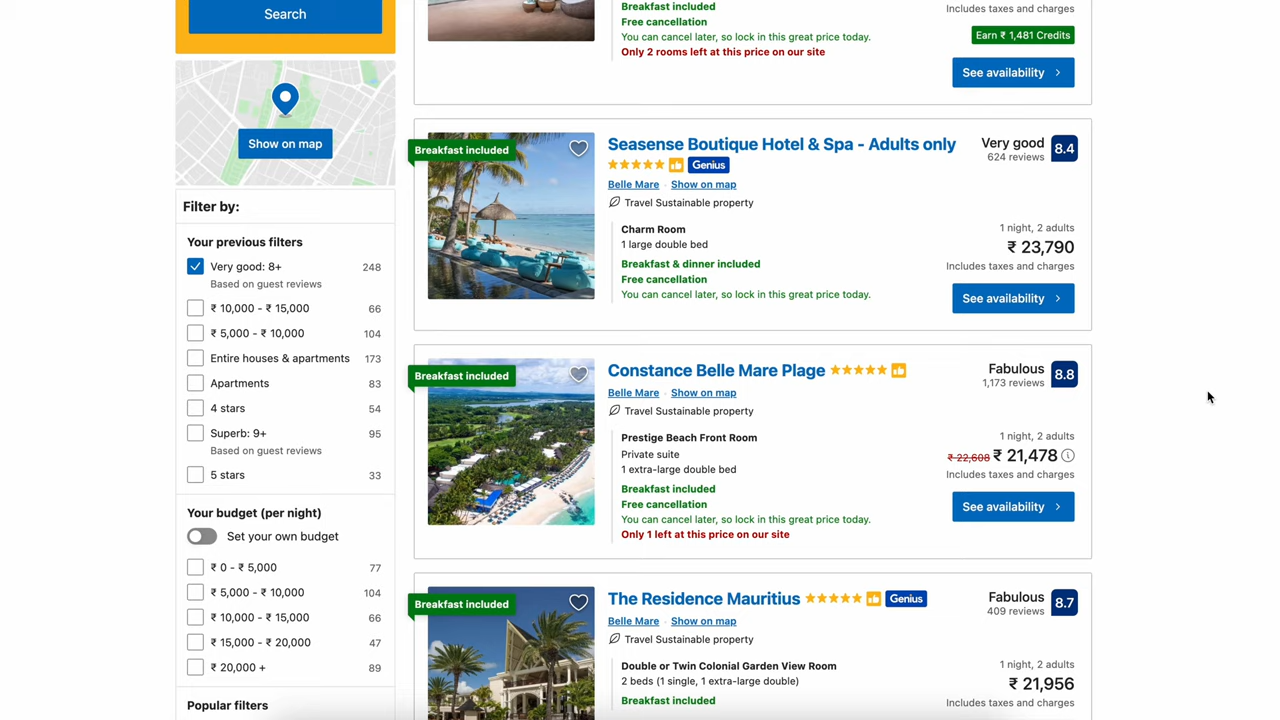 Search
Show on map
Filter by:
Your previous filters
Very good: 8+ 248
Based on guest reviews
₹ 10,000 - ₹ 15,000 66
₹ 5,000 - ₹ 10,000 104
Entire houses & apartments 173
Apartments 83
4 stars 54
Superb: 9+ 95
Based on guest reviews
5 stars 33
Your budget (per night)
Set your own budget
₹ 0 - ₹ 5,000 77
₹ 5,000 - ₹ 10,000 104
₹ 10,000 - ₹ 15,000 66
₹ 15,000 - ₹ 20,000 47
₹ 20,000 + 89
Popular filters
Breakfast included
Free cancellation
You can cancel later, so lock in this great price today.
Only 2 rooms left at this price on our site
Includes taxes and charges
Earn ₹ 1,481 Credits
See availability
Breakfast included
Seasense Boutique Hotel & Spa - Adults only
Genius
Belle Mare Show on map
Travel Sustainable property
Charm Room
1 large double bed
Breakfast & dinner included
Free cancellation
You can cancel later, so lock in this great price today.
Very good 8.4
624 reviews
1 night, 2 adults
₹ 23,790
Includes taxes and charges
See availability
Breakfast included
Constance Belle Mare Plage
Belle Mare Show on map
Travel Sustainable property
Prestige Beach Front Room
Private suite
1 extra-large double bed
Breakfast included
Free cancellation
You can cancel later, so lock in this great price today.
Only 1 left at this price on our site
Fabulous 8.8
1,173 reviews
1 night, 2 adults
₹ 22,608 ₹ 21,478
Includes taxes and charges
See availability
Breakfast included
The Residence Mauritius
Genius
Belle Mare Show on map
Travel Sustainable property
Double or Twin Colonial Garden View Room
2 beds (1 single, 1 extra-large double)
Breakfast included
Fabulous 8.7
409 reviews
1 night, 2 adults
₹ 21,956
Includes taxes and charges